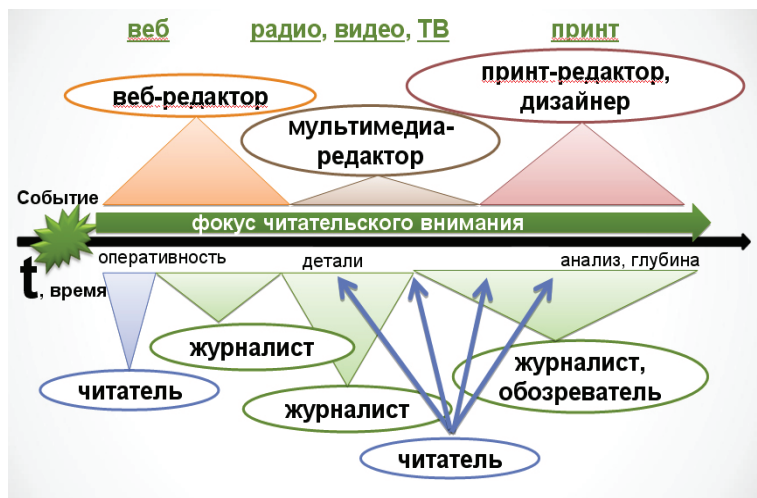 веб
радио, видео, ТВ
принт
веб-редактор
мультимедиа-
редактор
принт-редактор,
дизайнер
Событие
фокус читательского внимания
t, время
оперативность
детали
анализ, глубина
читатель
журналист
журналист
журналист,
обозреватель
читатель